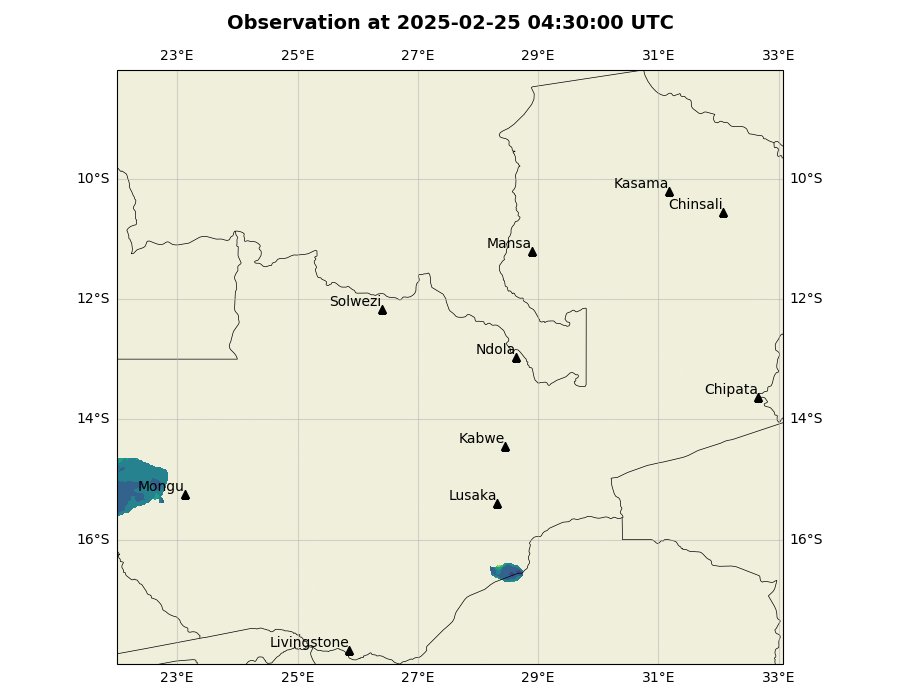 Observation at 2025-02-25 04:30:00 UTC
23°E 25°E 27°E 29°E 31°E 33°E
10°S 10°S
Kasama
Chinsali
Mansa
12°S 12°S
Solwezi
Ndola
Chipata
14°S 14°S
Kabwe
Mongu
Lusaka
16°S 16°S
Livingstone
23°E 25°E 27°E 29°E 31°E 33°E